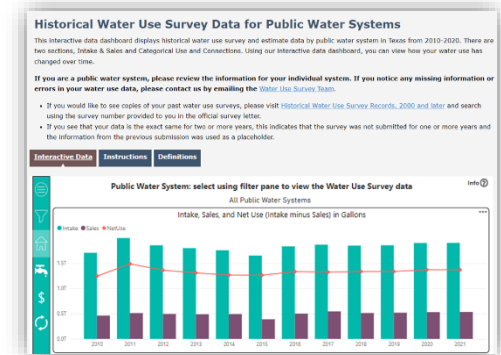 Historical Water Use Survey Data for Public Water Systems
This interactive data dashboard displays historical water use survey and estimate data by public water system in Texas from 2010-2020. There are
two sections, Intake & Sales and Categorical Use and Connections. Using our interactive data dashboard, you can view how your water use has
changed over time.
If you are a public water system, please review the information for your individual system. If you notice any missing information or
errors in your water use data, please contact us by emailing the Water Use Survey Team.
• If you would like to see copies of your past water use surveys, please visit Historical Water Use Survey Records, 2000 and later and search
using the survey number provided to you in the official survey letter.
• If you see that your data is the exact same for two or more years, this indicates that the survey was not submitted for one or more years and
the information from the previous submission was used as a placeholder.
Interactive Data Instructions Definitions
Public Water System: select using filter pane to view the Water Use Survey data
Info ?
All Public Water Systems
Intake, Sales, and Net Use (Intake minus Sales) in Gallons
Intake Sales NetUse
1.5T
1.0T
0.5T
0.0T
2010 2011 2012 2013 2014 2015 2016 2017 2018 2019 2020 2021
$